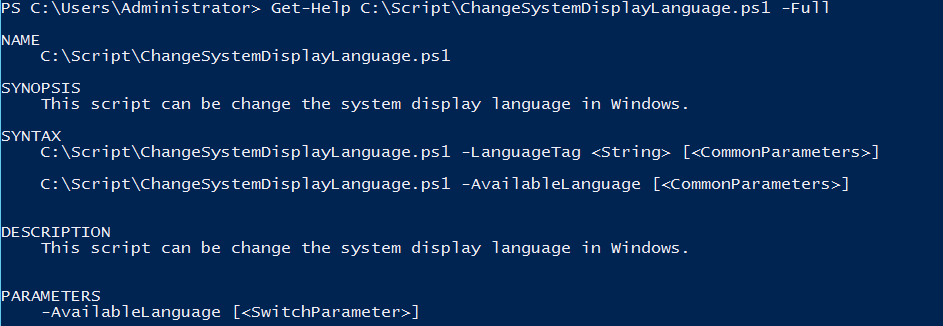 PS C:\Users\Administrator> Get-Help C:\Script\ChangeSystemDisplayLanguage.ps1 -Full
NAME
C:\Script\ChangeSystemDisplayLanguage.ps1
SYNOPSIS
This script can be change the system display language in Windows.
SYNTAX
C:\Script\ChangeSystemDisplayLanguage.ps1 -LanguageTag <String> [<CommonParameters>]
C:\Script\ChangeSystemDisplayLanguage.ps1 -AvailableLanguage [<CommonParameters>]
DESCRIPTION
This script can be change the system display language in Windows.
PARAMETERS
-AvailableLanguage [<SwitchParameter>]